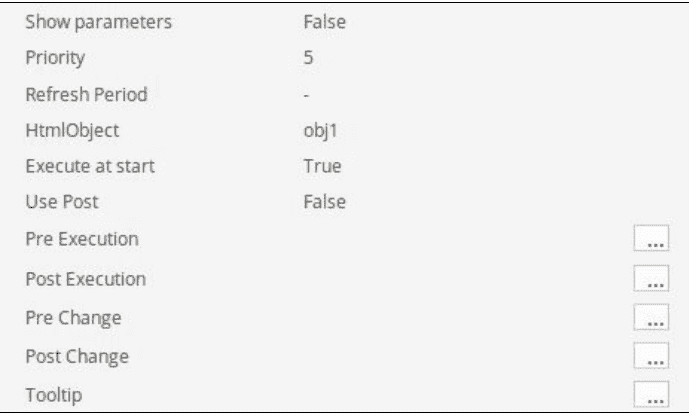 Show parameters False
Priority 5
Refresh Period -
HtmlObject obj1
Execute at start True
Use Post False
Pre Execution ...
Post Execution ...
Pre Change ...
Post Change ...
Tooltip ...